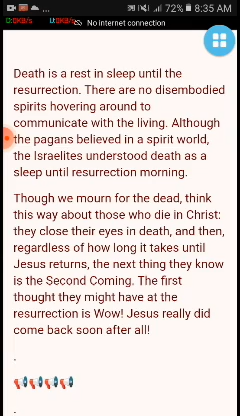 72% 8:35 AM
0:0KB/s U:0KB/s No internet connection
Death is a rest in sleep until the
resurrection. There are no disembodied
spirits hovering around to
communicate with the living. Although
the pagans believed in a spirit world,
the Israelites understood death as a
sleep until resurrection morning.
Though we mourn for the dead, think
this way about those who die in Christ:
they close their eyes in death, and then,
regardless of how long it takes until
Jesus returns, the next thing they know
is the Second Coming. The first
thought they might have at the
resurrection is Wow! Jesus really did
come back soon after all!
.
.